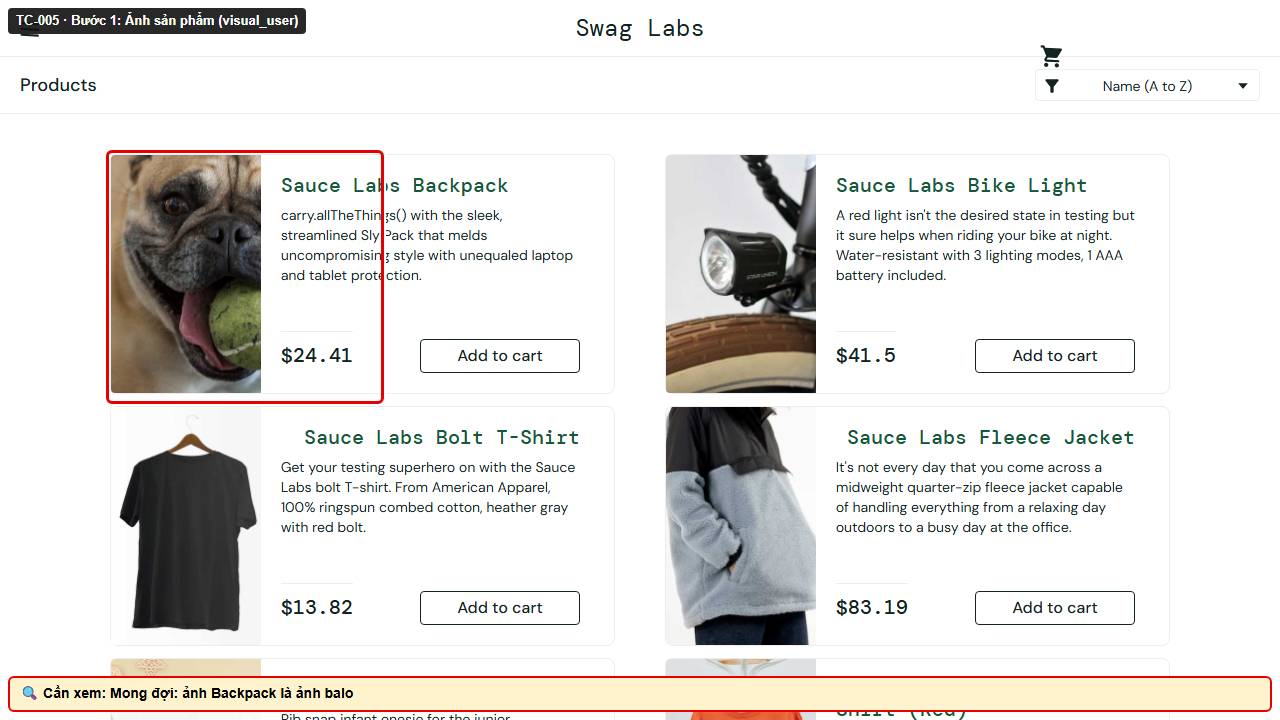 TC-005 · Bước 1: Ảnh sản phẩm (visual_user)
Swag Labs
Products
Name (A to Z)
Sauce Labs Backpack
carry.allTheThings() with the sleek,
streamlined Sly Pack that melds
uncompromising style with unequaled laptop
and tablet protection.
$24.41
Add to cart
Sauce Labs Bike Light
A red light isn't the desired state in testing but
it sure helps when riding your bike at night.
Water-resistant with 3 lighting modes, 1 AAA
battery included.
$41.5
Add to cart
Sauce Labs Bolt T-Shirt
Get your testing superhero on with the Sauce
Labs bolt T-shirt. From American Apparel,
100% ringspun combed cotton, heather gray
with red bolt.
$13.82
Add to cart
Sauce Labs Fleece Jacket
It's not every day that you come across a
midweight quarter-zip fleece jacket capable
of handling everything from a relaxing day
outdoors to a busy day at the office.
$83.19
Add to cart
🔍 Cần xem: Mong đợi: ảnh Backpack là ảnh balo
Rib snap infant onesie for the junior
Shirt (Red)